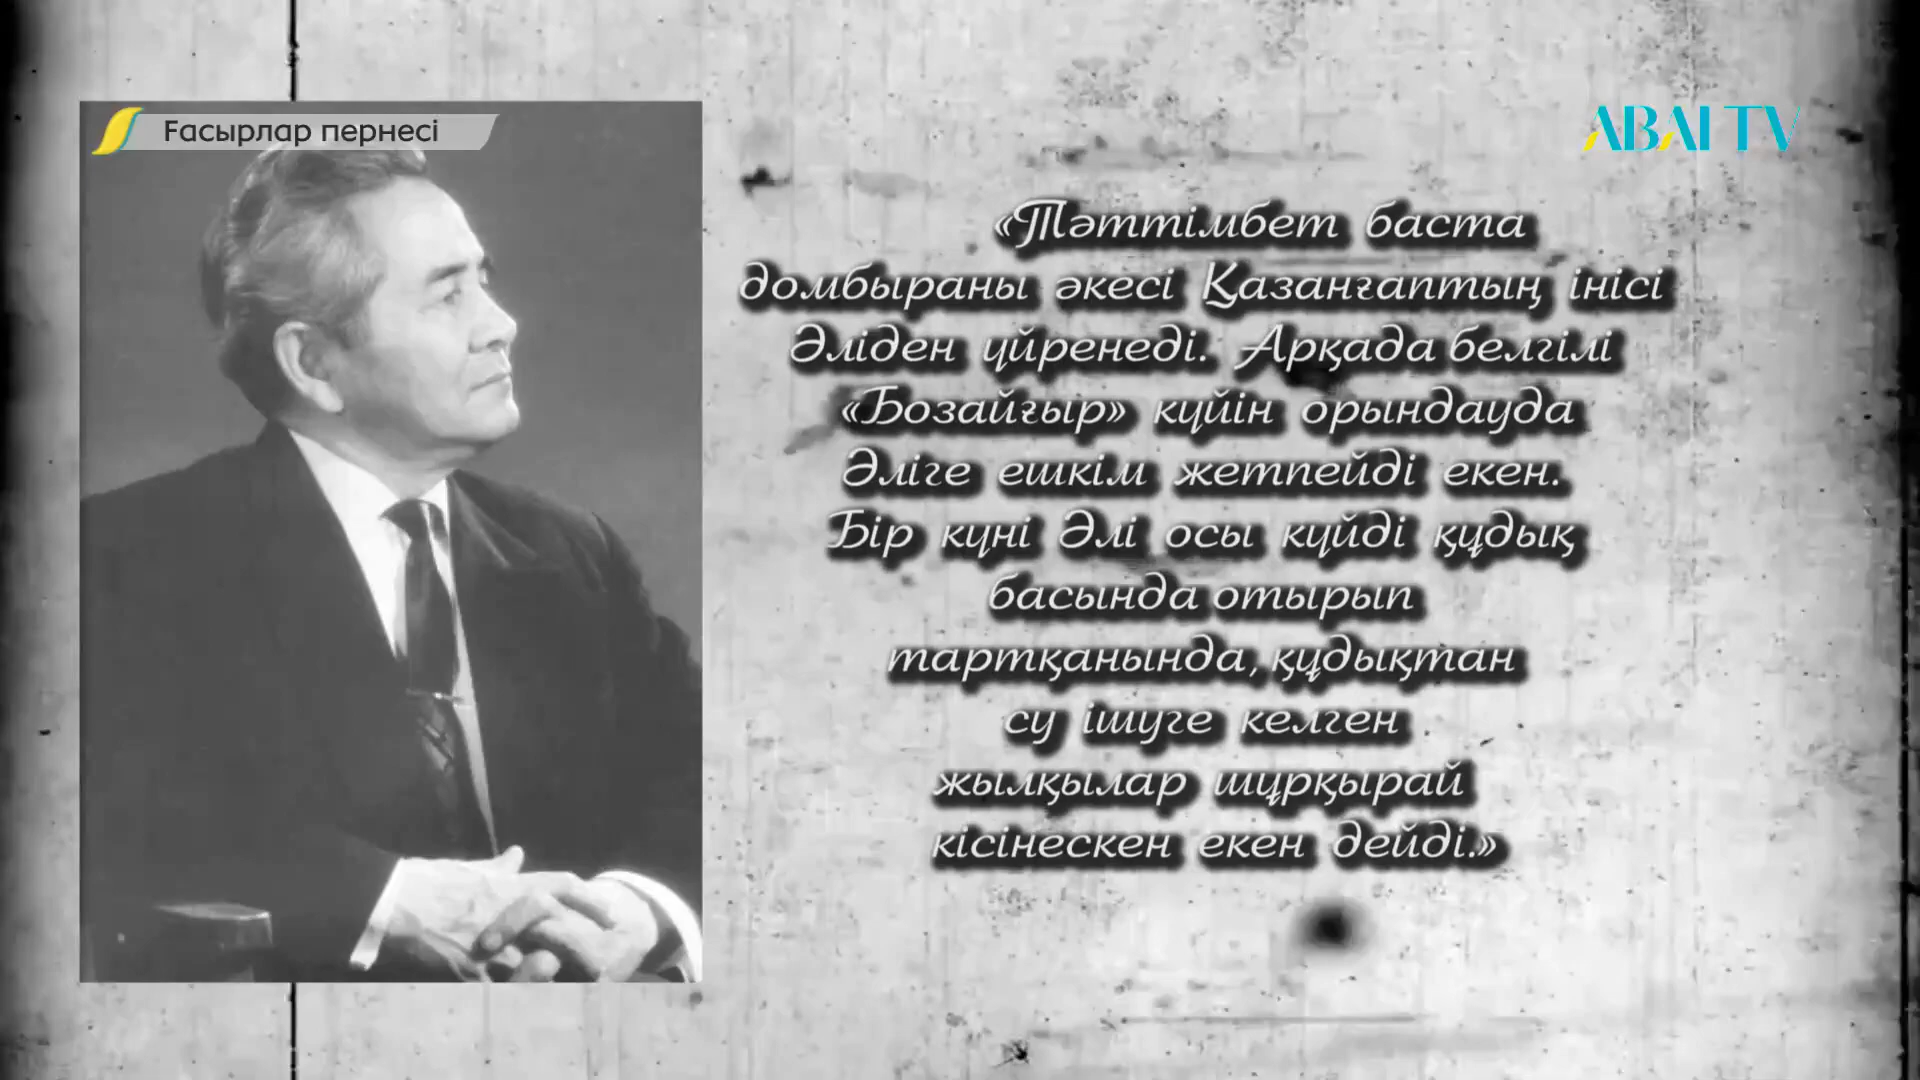 Ғасырлар пернесі
ABAI TV
«Тәттімбет баста
домбыраны әкесі Қазанғаптың інісі
Әліден үйренеді. Арқада белгілі
«Бозайғыр» күйін орындауда
Әліге ешкім жетпейді екен.
Бір күні Әлі осы күйді құдық
басында отырып
тартқанында, құдықтан
су ішуге келген
жылқылар шұрқырай
кісінескен екен дейді.»